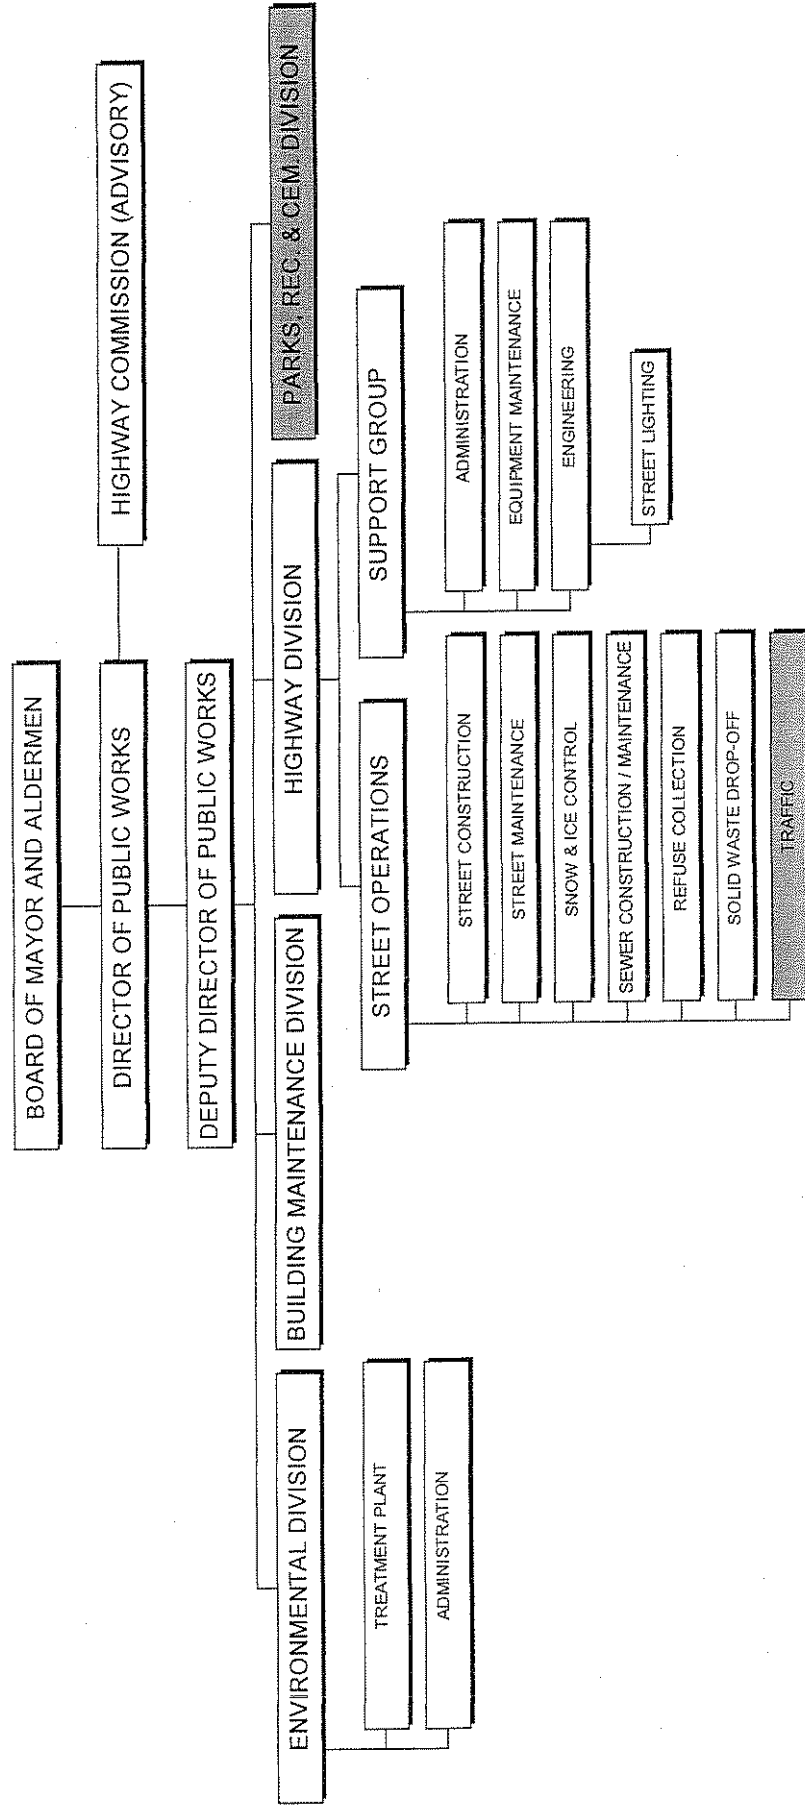 BOARD OF MAYOR AND ALDERMEN
DIRECTOR OF PUBLIC WORKS
HIGHWAY COMMISSION (ADVISORY)
DEPUTY DIRECTOR OF PUBLIC WORKS
ENVIRONMENTAL DIVISION
BUILDING MAINTENANCE DIVISION
HIGHWAY DIVISION
PARKS, REC. & CEM. DIVISION
TREATMENT PLANT
ADMINISTRATION
STREET OPERATIONS
STREET CONSTRUCTION
STREET MAINTENANCE
SNOW & ICE CONTROL
SEWER CONSTRUCTION / MAINTENANCE
REFUSE COLLECTION
SOLID WASTE DROP-OFF
TRAFFIC
SUPPORT GROUP
ADMINISTRATION
EQUIPMENT MAINTENANCE
ENGINEERING
STREET LIGHTING